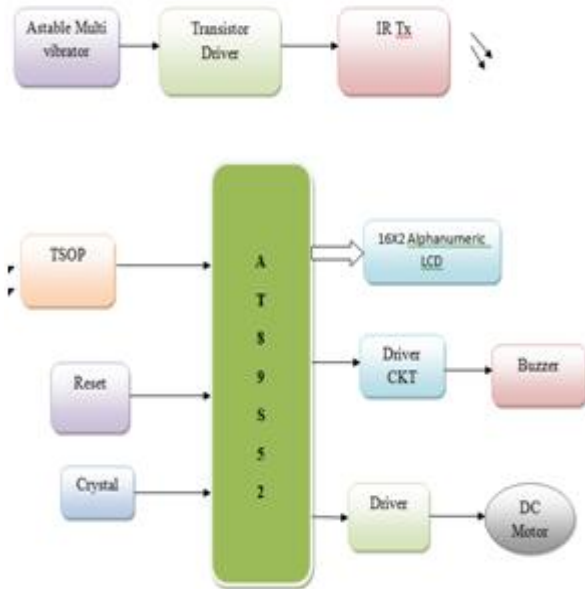 Astable Multi
vibrator
Transistor
Driver
IR Tx
TSOP
A
T
8
9
S
5
2
16X2 Alphanumeric
LCD
Reset
Driver
CKT
Buzzer
Crystal
Driver
DC
Motor